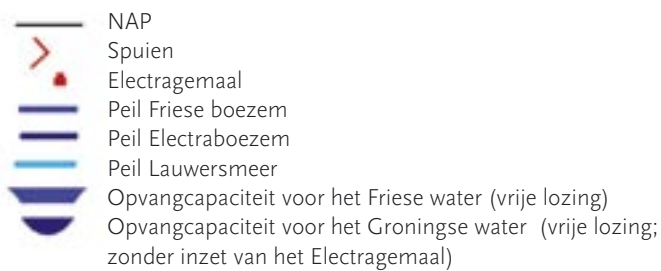 NAP
Spuien
Electragemaal
Peil Friese boezem
Peil Electraboezem
Peil Lauwersmeer
Opvangcapaciteit voor het Friese water (vrije lozing)
Opvangcapaciteit voor het Groningse water (vrije lozing;
zonder inzet van het Electragemaal)